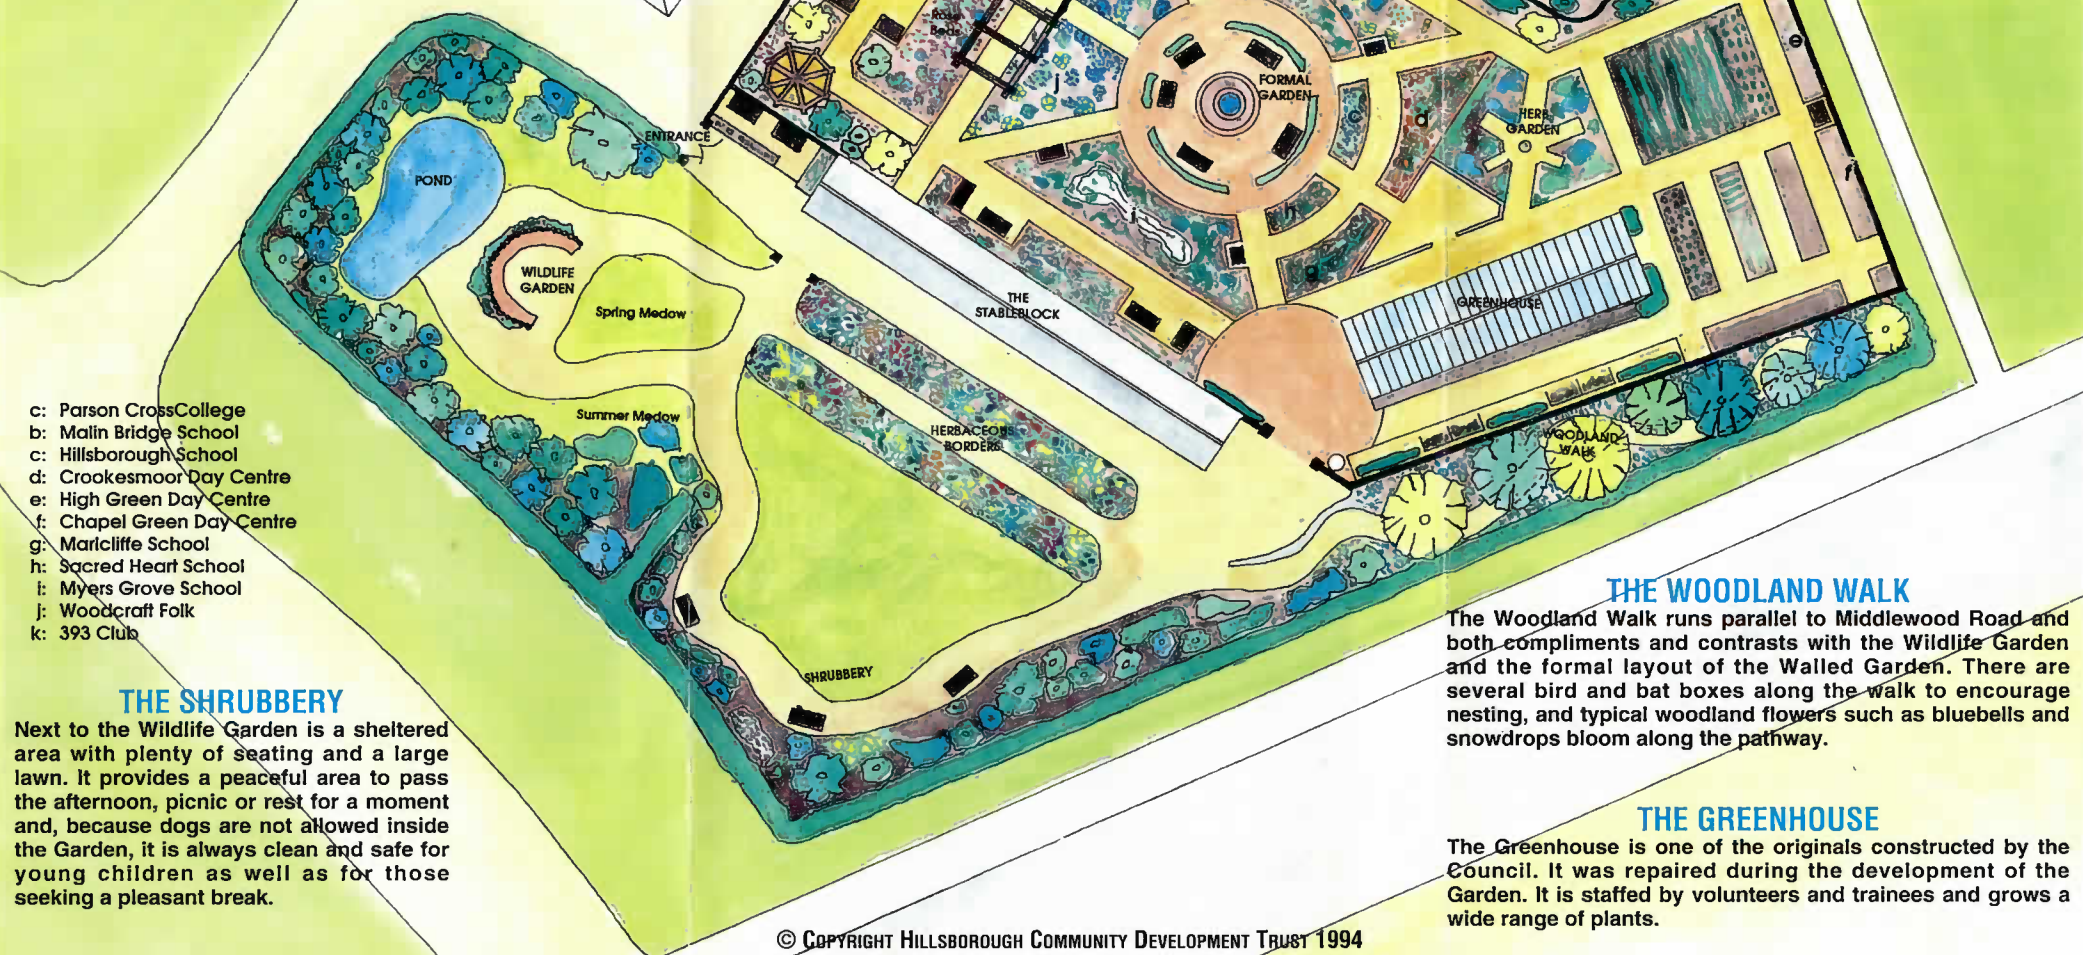 Rose
Beds
j
FORMAL
GARDEN
c
d
HERB
GARDEN
e
f
ENTRANCE
POND
WILDLIFE
GARDEN
Spring Medow
i
h
g
THE
STABLEBLOCK
GREENHOUSE
Summer Medow
HERBACEOUS
BORDERS
WOODLAND
WALK
SHRUBBERY
c: Parson CrossCollege
b: Malin Bridge School
c: Hillsborough School
d: Crookesmoor Day Centre
e: High Green Day Centre
f: Chapel Green Day Centre
g: Marlcliffe School
h: Sacred Heart School
i: Myers Grove School
j: Woodcraft Folk
k: 393 Club
THE SHRUBBERY
Next to the Wildlife Garden is a sheltered
area with plenty of seating and a large
lawn. It provides a peaceful area to pass
the afternoon, picnic or rest for a moment
and, because dogs are not allowed inside
the Garden, it is always clean and safe for
young children as well as for those
seeking a pleasant break.
THE WOODLAND WALK
The Woodland Walk runs parallel to Middlewood Road and
both compliments and contrasts with the Wildlife Garden
and the formal layout of the Walled Garden. There are
several bird and bat boxes along the walk to encourage
nesting, and typical woodland flowers such as bluebells and
snowdrops bloom along the pathway.
THE GREENHOUSE
The Greenhouse is one of the originals constructed by the
Council. It was repaired during the development of the
Garden. It is staffed by volunteers and trainees and grows a
wide range of plants.
© COPYRIGHT HILLSBOROUGH COMMUNITY DEVELOPMENT TRUST 1994